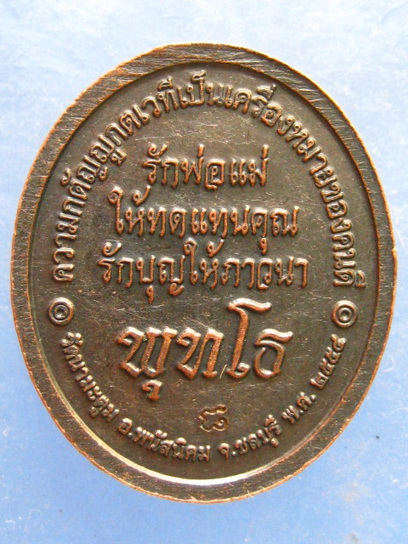 ความกตัญญูกตเวทีเป็นเครื่องหมายของคนดี
รักพ่อแม่
ให้ทดแทนคุณ
รักบุญให้ภาวนา
พุทโธ
วัดนามะตูม อ.พนัสนิคม จ.ชลบุรี พ.ศ. ๒๕๕๔